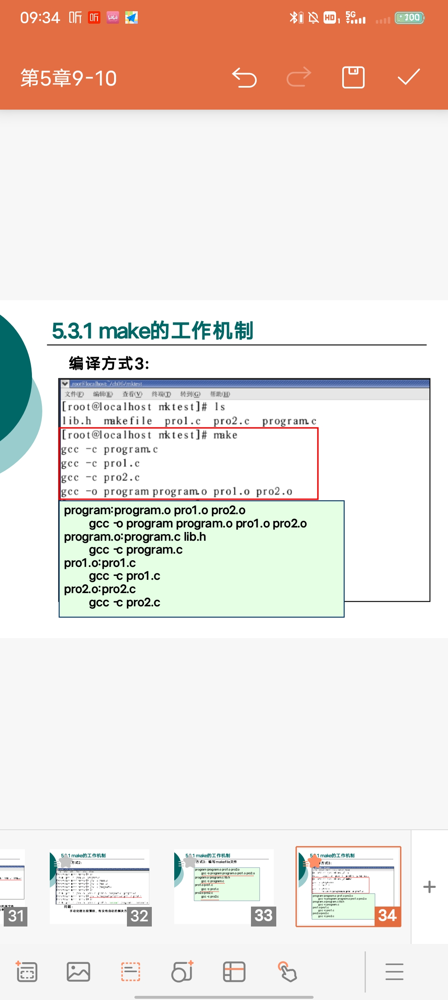 09:34 听 听
HD 1 5G 100
第5章9-10
5.3.1 make的工作机制
编译方式3:
root@localhost:~/ch06/mktest
文件(F) 编辑(E) 查看(V) 终端(T) 转到(G) 帮助(H)
[root@localhost mktest]# ls
lib.h makefile pro1.c pro2.c program.c
[root@localhost mktest]# make
gcc -c program.c
gcc -c pro1.c
gcc -c pro2.c
gcc -o program program.o pro1.o pro2.o
program:program.o pro1.o pro2.o
gcc -o program program.o pro1.o pro2.o
program.o:program.c lib.h
gcc -c program.c
pro1.o:pro1.c
gcc -c pro1.c
pro2.o:pro2.c
gcc -c pro2.c
31
make的工作机制
方式2:
问题:
手动处理比较繁琐，有没有自动的解决方
32
make的工作机制
方式3: 编写makefile文件
program:program.o pro1.o pro2.o
gcc -o program program.o pro1.o pro2.o
program.o:program.c lib.h
gcc -c program.c
pro1.o:pro1.c
gcc -c pro1.c
pro2.o:pro2.c
gcc -c pro2.c
33
make的工作机制
方式3:
program:program.o pro1.o pro2.o
gcc -o program program.o pro1.o pro2.o
program.o:program.c lib.h
gcc -c program.c
pro1.o:pro1.c
gcc -c pro1.c
pro2.o:pro2.c
gcc -c pro2.c
34